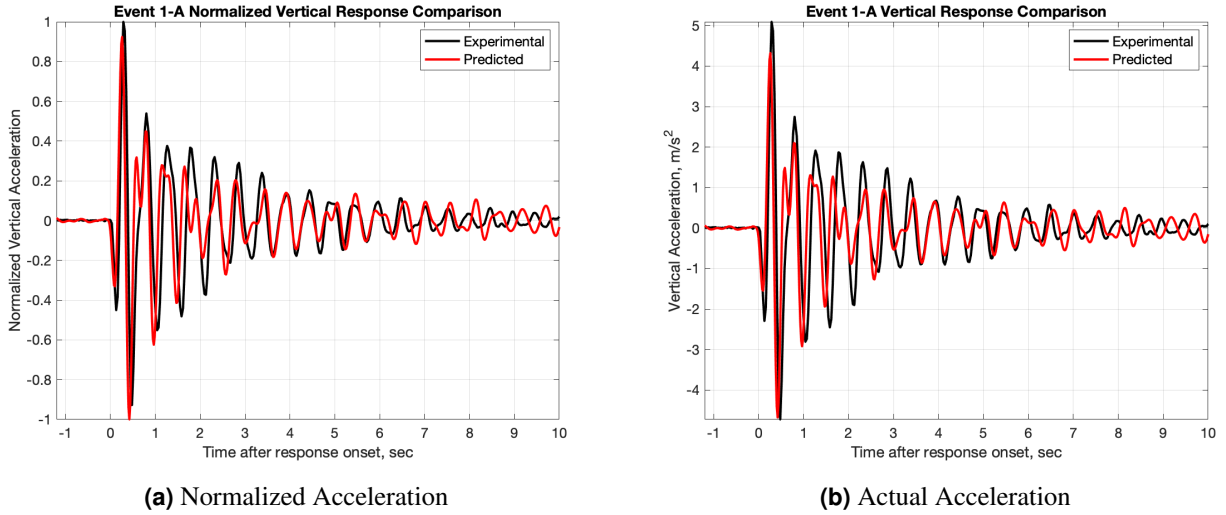 Event 1-A Normalized Vertical Response Comparison
1
0.8
0.6
0.4
0.2
0
-0.2
-0.4
-0.6
-0.8
-1
Normalized Vertical Acceleration
Experimental
Predicted
-1 0 1 2 3 4 5 6 7 8 9 10
Time after response onset, sec
(a) Normalized Acceleration
Event 1-A Vertical Response Comparison
5
4
3
2
1
0
-1
-2
-3
-4
Vertical Acceleration, m/s²
Experimental
Predicted
-1 0 1 2 3 4 5 6 7 8 9 10
Time after response onset, sec
(b) Actual Acceleration